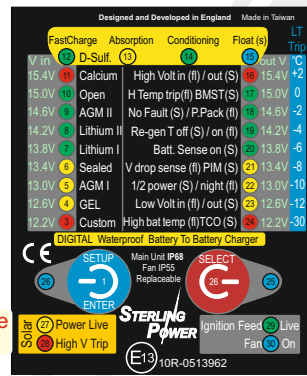 Designed and Developed in England Made in Taiwan
LT
Trip
FastCharge Absorption Conditioning Float (s)
V in 12 D-Sulf. 13 14 15 out V °C
15.4V 11 Calcium High Volt in (fl) / out (S) 16 15.4V +2
15.0V 10 Open H Temp trip(fl) BMST(S) 17 15.0V 0
14.6V 9 AGM II No Fault (S) / P.Pack (fl) 18 14.6V -2
14.2V 8 Lithium II Re-gen T off (S) / on (fl) 19 14.2V -4
13.8V 7 Lithium I Batt. Sense on (S) 20 13.8V -6
13.4V 6 Sealed V drop sense (fl) PIM (S) 21 13.4V -8
13.0V 5 AGM I 1/2 power (S) / night (fl) 22 13.0V -10
12.6V 4 GEL Low Volt in (fl) / out (S) 23 12.6V -12
12.2V 3 Custom High bat temp (fl)TCO (S) 24 12.2V -30
DIGITAL Waterproof Battery To Battery Charger
CE
SETUP
Main Unit IP68
Fan IP55
Replaceable
SELECT
26 1 26 25
ENTER
STERLING
POWER
e
Solar
27 Power Live
28 High V Trip
Ignition Feed 29 Live
Fan 30 On
E13 10R-0513962